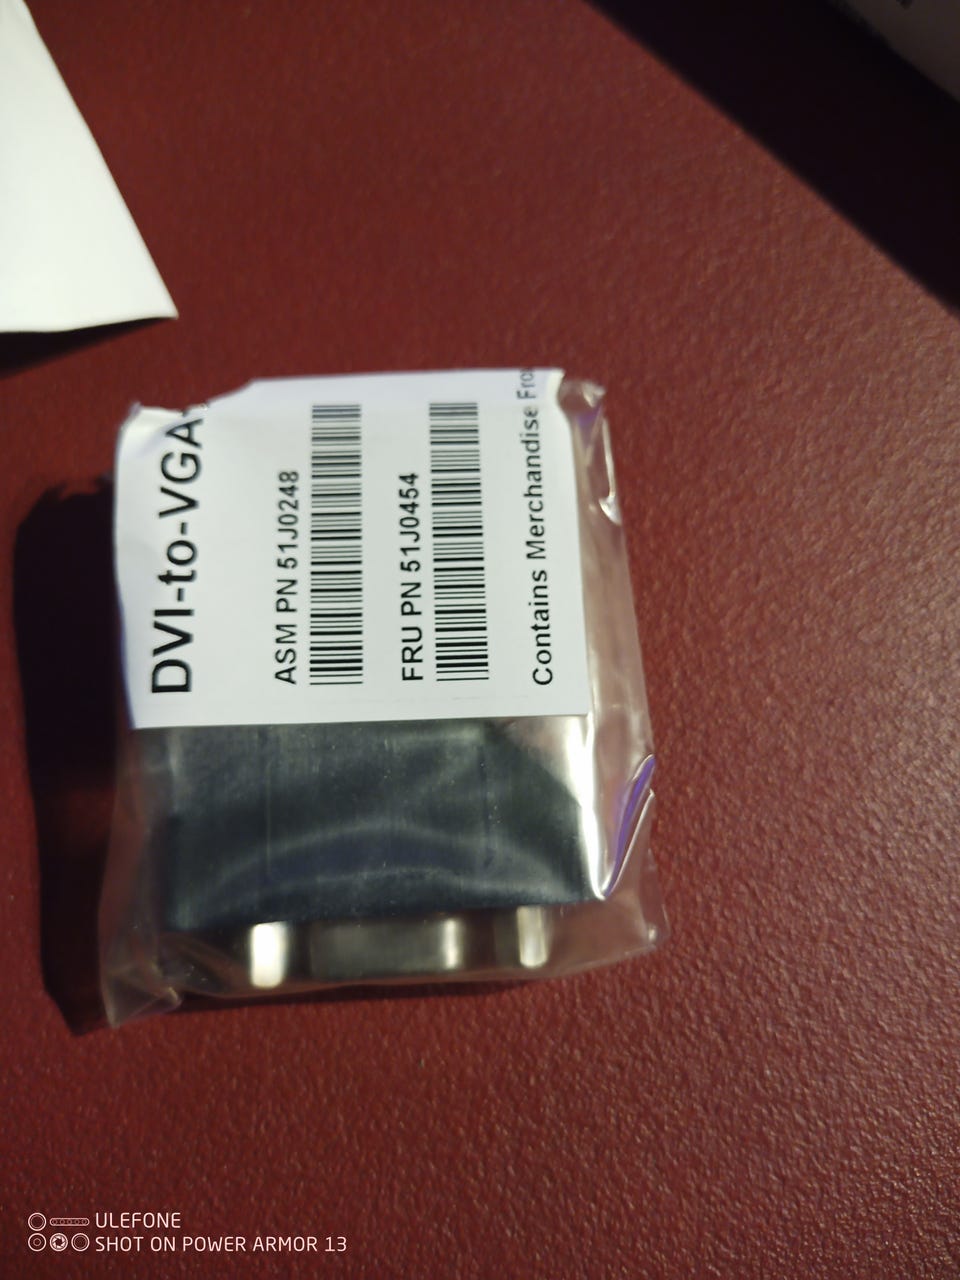 DVI-to-VGA
ASM PN 51J0248
FRU PN 51J0454
Contains Merchandise
ULEFONE
SHOT ON POWER ARMOR 13